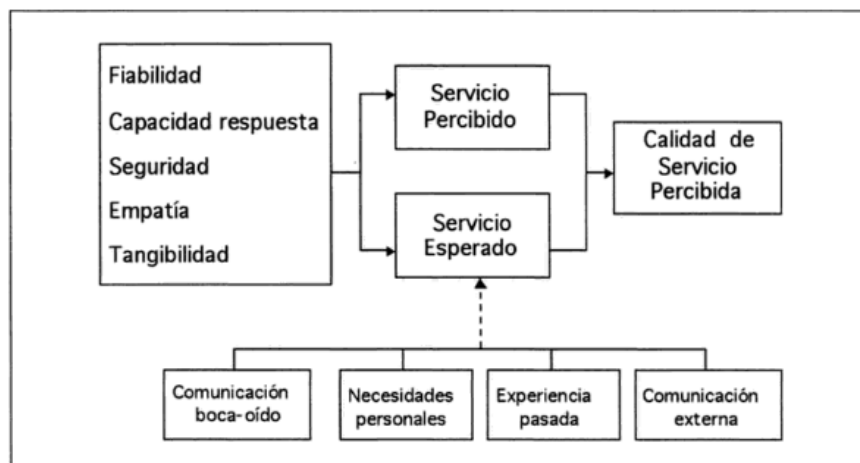 Fiabilidad
Capacidad respuesta
Seguridad
Empatía
Tangibilidad
Servicio
Percibido
Servicio
Esperado
Calidad de
Servicio
Percibida
Comunicación
boca-oído
Necesidades
personales
Experiencia
pasada
Comunicación
externa